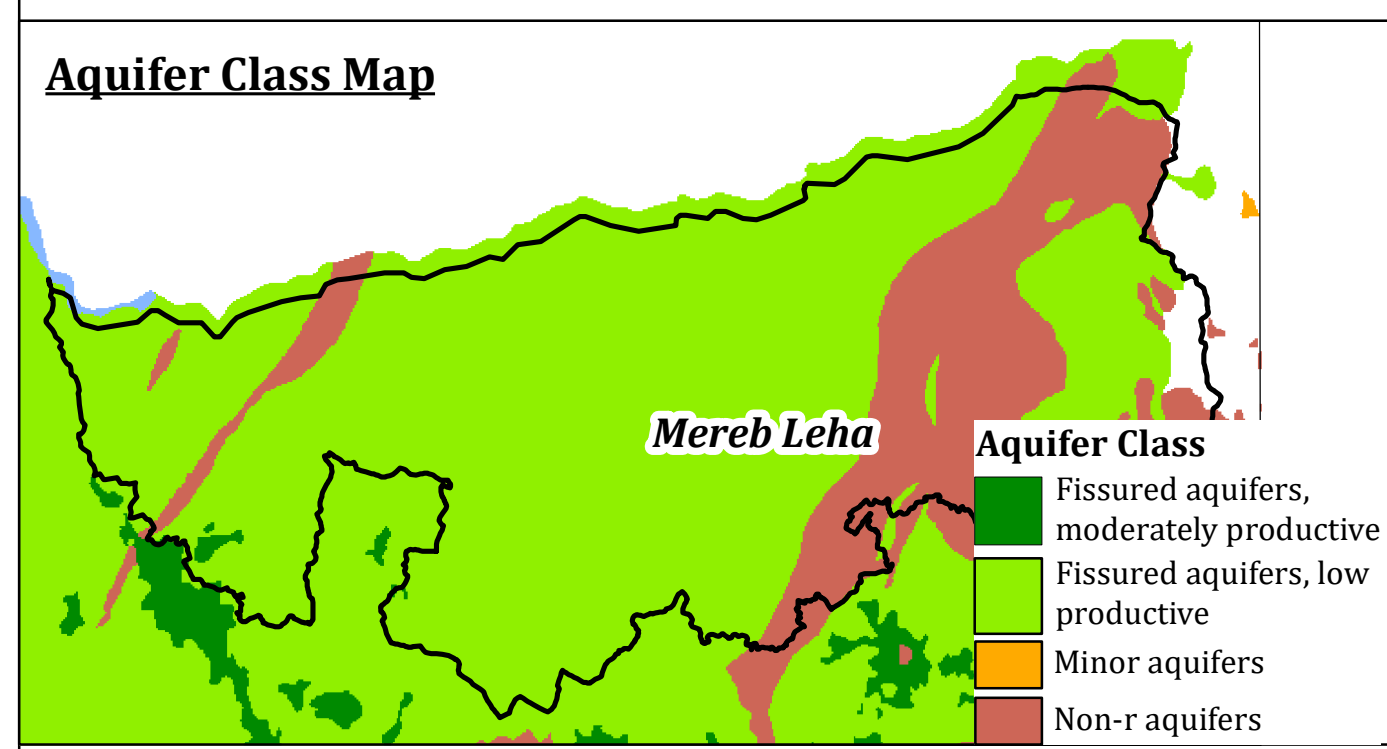 Aquifer Class Map
Mereb Leha
Aquifer Class
Fissured aquifers,
moderately productive
Fissured aquifers, low
productive
Minor aquifers
Non-r aquifers